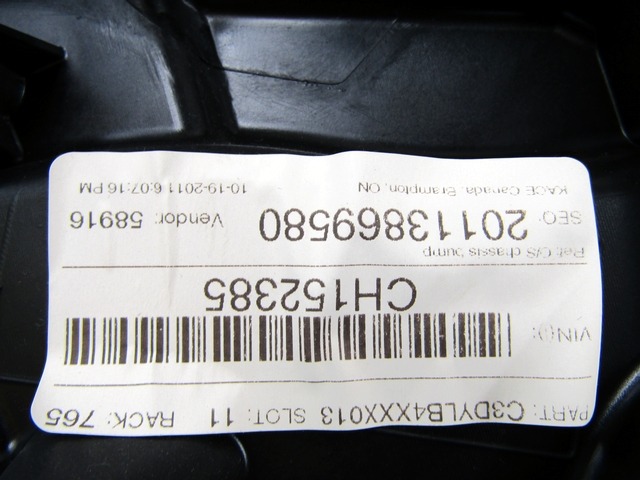 PART: C3DYLB4XXX013 SLOT: 11 RACK: 765
VIN(I):
CH152385
Ref: C/S chassis bump
SEQ: 20113869580 Vendor: 58916
KACE Canada, Brampton, ON 10-19-2011 6:07:16 PM